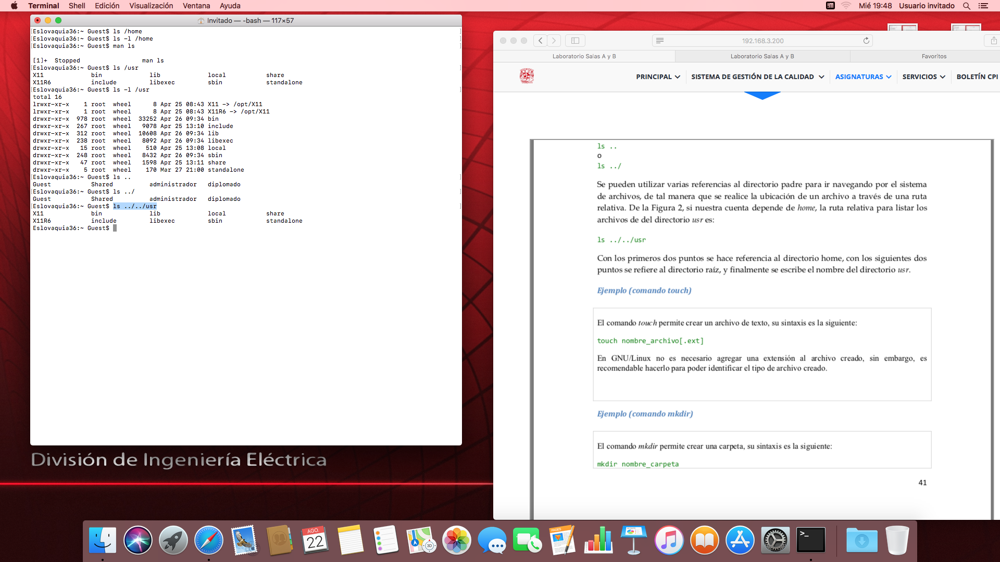 Terminal Shell Edición Visualización Ventana Ayuda
Mié 19:48 Usuario invitado
Invitado — -bash — 117×57
[Eslovaquia36:~ Guest$ ls /home ]
[Eslovaquia36:~ Guest$ ls -l /home ]
[Eslovaquia36:~ Guest$ man ls ]
[1]+ Stopped man ls
[Eslovaquia36:~ Guest$ ls /usr ]
X11 bin lib local share
X11R6 include libexec sbin standalone
[Eslovaquia36:~ Guest$ ls -l /usr ]
total 16
lrwxr-xr-x 1 root wheel 8 Apr 25 08:43 X11 -> /opt/X11
lrwxr-xr-x 1 root wheel 8 Apr 25 08:43 X11R6 -> /opt/X11
drwxr-xr-x 978 root wheel 33252 Apr 26 09:34 bin
drwxr-xr-x 267 root wheel 9078 Apr 25 13:10 include
drwxr-xr-x 312 root wheel 10608 Apr 26 09:34 lib
drwxr-xr-x 238 root wheel 8092 Apr 26 09:34 libexec
drwxr-xr-x 15 root wheel 510 Apr 25 13:08 local
drwxr-xr-x 248 root wheel 8432 Apr 26 09:34 sbin
drwxr-xr-x 47 root wheel 1598 Apr 25 13:11 share
drwxr-xr-x 5 root wheel 170 Mar 27 21:00 standalone
[Eslovaquia36:~ Guest$ ls .. ]
Guest Shared administrador diplomado
[Eslovaquia36:~ Guest$ ls ../ ]
Guest Shared administrador diplomado
[Eslovaquia36:~ Guest$ ls ../../usr ]
X11 bin lib local share
X11R6 include libexec sbin standalone
Eslovaquia36:~ Guest$
División de Ingeniería Eléctrica
192.168.3.200
Laboratorio Salas A y B
Laboratorio Salas A y B
Favoritos
PRINCIPAL
SISTEMA DE GESTIÓN DE LA CALIDAD
ASIGNATURAS
SERVICIOS
BOLETÍN CPI
ls ..
o
ls ../
Se pueden utilizar varias referencias al directorio padre para ir navegando por el sistema
de archivos, de tal manera que se realice la ubicación de un archivo a través de una ruta
relativa. De la Figura 2, si nuestra cuenta depende de home, la ruta relativa para listar los
archivos de del directorio usr es:
ls ../../usr
Con los primeros dos puntos se hace referencia al directorio home, con los siguientes dos
puntos se refiere al directorio raíz, y finalmente se escribe el nombre del directorio usr.
Ejemplo (comando touch)
El comando touch permite crear un archivo de texto, su sintaxis es la siguiente:
touch nombre_archivo[.ext]
En GNU/Linux no es necesario agregar una extensión al archivo creado, sin embargo, es
recomendable hacerlo para poder identificar el tipo de archivo creado.
Ejemplo (comando mkdir)
El comando mkdir permite crear una carpeta, su sintaxis es la siguiente:
mkdir nombre_carpeta
41
AGO.
22
3D
PAGES
>_